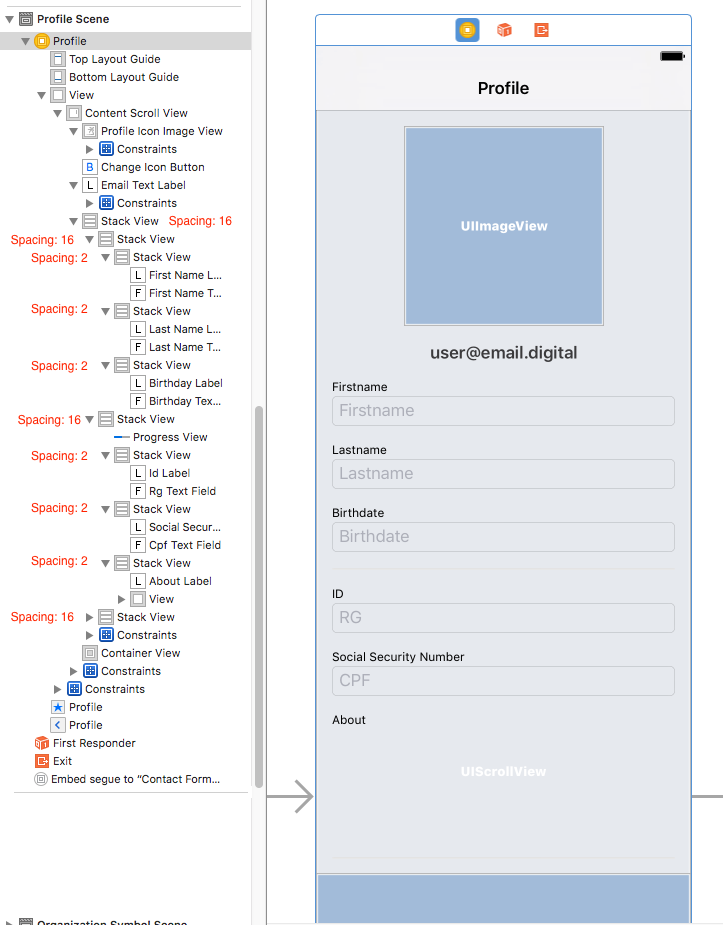 Profile Scene
Profile
Top Layout Guide
Bottom Layout Guide
View
Content Scroll View
Profile Icon Image View
Constraints
B Change Icon Button
L Email Text Label
Constraints
Stack View Spacing: 16
Spacing: 16 Stack View
Spacing: 2 Stack View
L First Name L...
F First Name T...
Spacing: 2 Stack View
L Last Name L...
F Last Name T...
Spacing: 2 Stack View
L Birthday Label
F Birthday Tex...
Spacing: 16 Stack View
Progress View
Spacing: 2 Stack View
L Id Label
F Rg Text Field
Spacing: 2 Stack View
L Social Secur...
F Cpf Text Field
Spacing: 2 Stack View
L About Label
View
Spacing: 16 Stack View
Constraints
Container View
Constraints
Constraints
Profile
Profile
First Responder
Exit
Embed segue to “Contact Form...
Organization Symbol Scene
Profile
UIImageView
user@email.digital
Firstname
Firstname
Lastname
Lastname
Birthdate
Birthdate
ID
RG
Social Security Number
CPF
About
UIScrollView